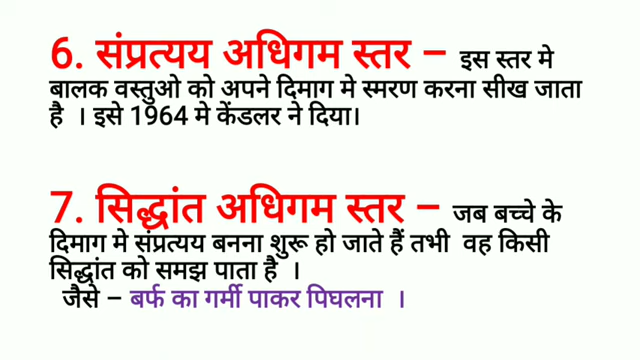 6. संप्रत्यय अधिगम स्तर – इस स्तर मे
बालक वस्तुओ को अपने दिमाग मे स्मरण करना सीख जाता
है । इसे 1964 मे केंडलर ने दिया।
7. सिद्धांत अधिगम स्तर – जब बच्चे के
दिमाग मे संप्रत्यय बनना शुरू हो जाते हैं तभी वह किसी
सिद्धांत को समझ पाता है ।
जैसे – बर्फ का गर्मी पाकर पिघलना ।